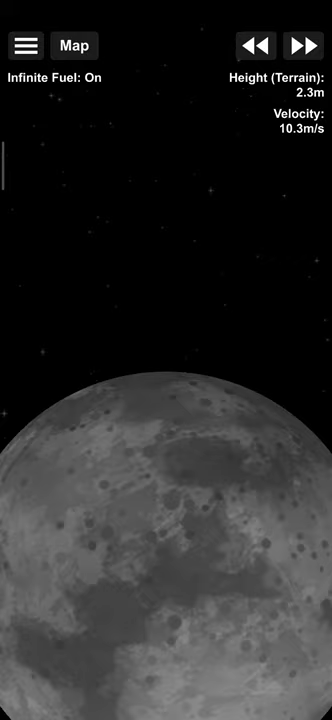 Map
Infinite Fuel: On
Height (Terrain):
2.3m
Velocity:
10.3m/s